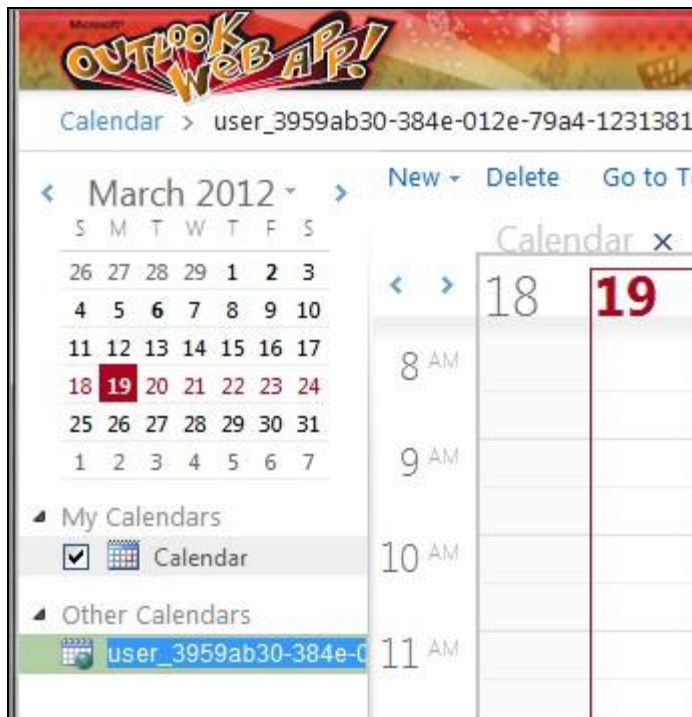 Microsoft®
OUTLOOK
WEB APP!
Calendar > user_3959ab30-384e-012e-79a4-1231381
March 2012
S M T W T F S
26 27 28 29 1 2 3
4 5 6 7 8 9 10
11 12 13 14 15 16 17
18 19 20 21 22 23 24
25 26 27 28 29 30 31
1 2 3 4 5 6 7
My Calendars
Calendar
Other Calendars
user_3959ab30-384e-0
New Delete Go to T
Calendar x
18 19
8 AM
9 AM
10 AM
11 AM